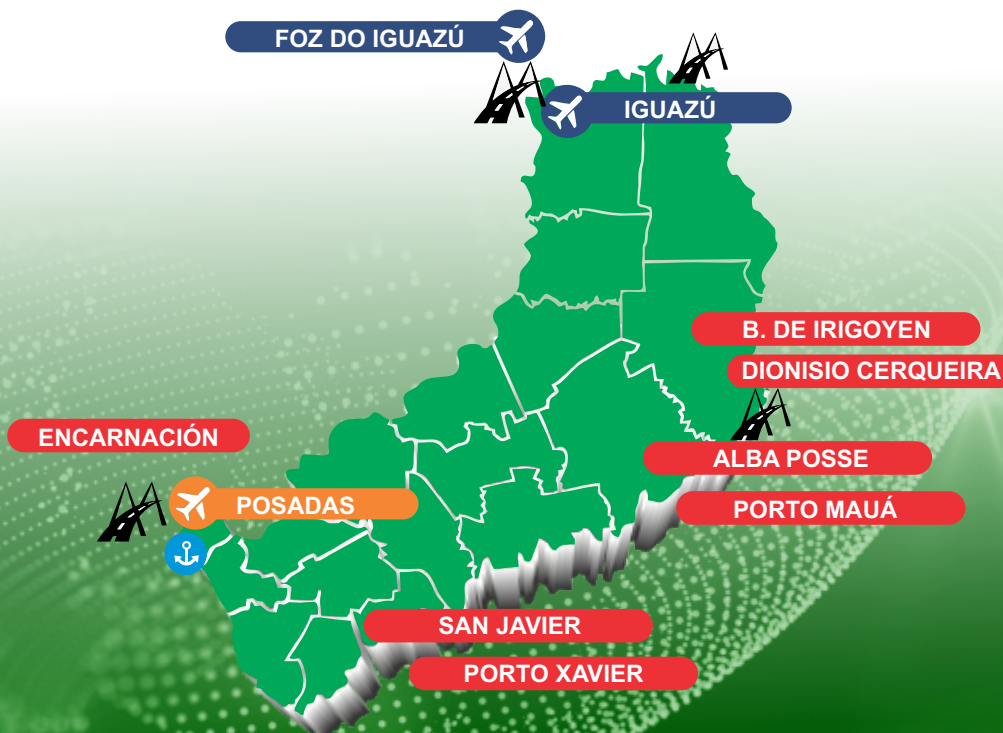 FOZ DO IGUAZÚ
IGUAZÚ
B. DE IRIGOYEN
DIONISIO CERQUEIRA
ENCARNACIÓN
ALBA POSSE
POSADAS
PORTO MAUÁ
SAN JAVIER
PORTO XAVIER